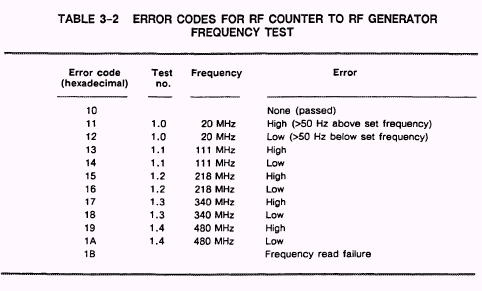 TABLE 3-2 ERROR CODES FOR RF COUNTER TO RF GENERATOR
FREQUENCY TEST
Error code Test Frequency Error
(hexadecimal) no.
10 None (passed)
11 1.0 20 MHz High (>50 Hz above set frequency)
12 1.0 20 MHz Low (>50 Hz below set frequency)
13 1.1 111 MHz High
14 1.1 111 MHz Low
15 1.2 218 MHz High
16 1.2 218 MHz Low
17 1.3 340 MHz High
18 1.3 340 MHz Low
19 1.4 480 MHz High
1A 1.4 480 MHz Low
1B Frequency read failure